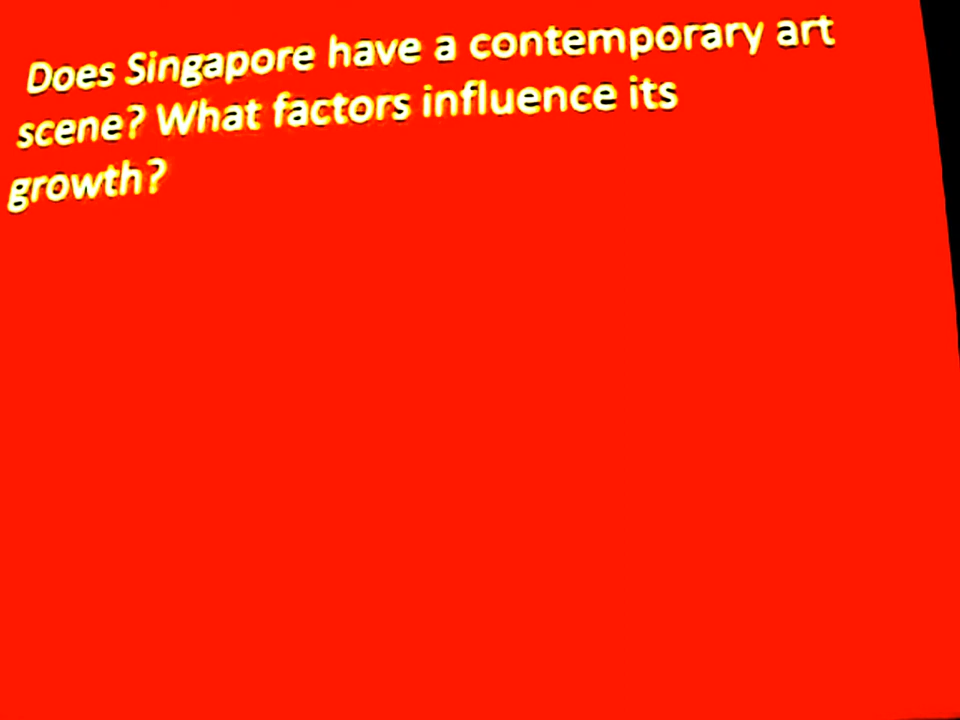 Does Singapore have a contemporary art
scene? What factors influence its
growth?